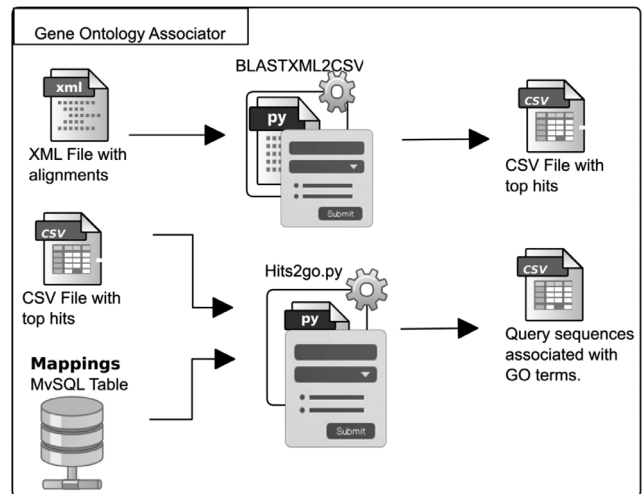 Gene Ontology Associator
BLASTXML2CSV
xml
py
CSV
XML File with
alignments
Submit
CSV File with
top hits
CSV
CSV File with
top hits
Hits2go.py
py
Submit
CSV
Query sequences
associated with
GO terms.
Mappings
MvSQL Table